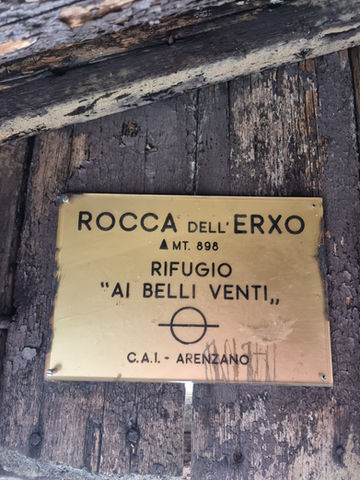 ROCCA DELL'ERXO
▲ MT. 898
RIFUGIO
"AI BELLI VENTI„
C.A.I. - ARENZANO